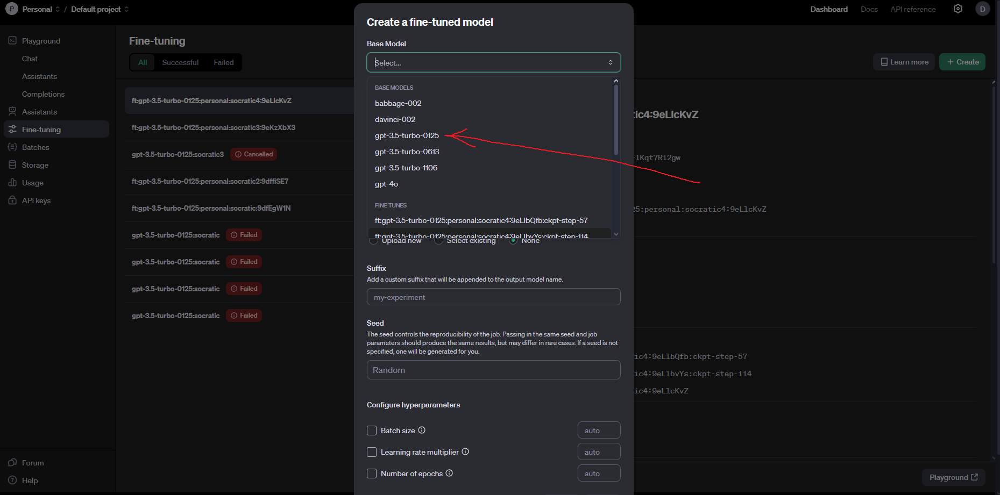 P Personal / Default project
Dashboard Docs API reference D
Playground
Chat
Assistants
Completions
Assistants
Fine-tuning
Batches
Storage
Usage
API keys
Forum
Help
Fine-tuning
All Successful Failed
Learn more + Create
ft:gpt-3.5-turbo-0125:personal:socratic4:9eLlcKvZ
ft:gpt-3.5-turbo-0125:personal:socratic3:9eKzXbX3
gpt-3.5-turbo-0125:socratic3 Cancelled
ft:gpt-3.5-turbo-0125:personal:socratic2:9dffiSE7
ft:gpt-3.5-turbo-0125:personal:socratic:9dfEgW1N
gpt-3.5-turbo-0125:socratic Failed
gpt-3.5-turbo-0125:socratic Failed
gpt-3.5-turbo-0125:socratic Failed
gpt-3.5-turbo-0125:socratic Failed
Create a fine-tuned model
Base Model
Select...
BASE MODELS
babbage-002
davinci-002
gpt-3.5-turbo-0125
gpt-3.5-turbo-0613
gpt-3.5-turbo-1106
gpt-4o
FINE TUNES
ft:gpt-3.5-turbo-0125:personal:socratic4:9eLlbQfb:ckpt-step-57
ft:gpt-3.5-turbo-0125:personal:socratic4:9eLlbvYs:ckpt-step-114
Upload new Select existing None
Suffix
Add a custom suffix that will be appended to the output model name.
my-experiment
Seed
The seed controls the reproducibility of the job. Passing in the same seed and job
parameters should produce the same results, but may differ in rare cases. If a seed is not
specified, one will be generated for you.
Random
Configure hyperparameters
Batch size auto
Learning rate multiplier auto
Number of epochs auto
tic4:9eLlcKvZ
FlKqt7R12gw
25:personal:socratic4:9eLlcKvZ
ic4:9eLlbQfb:ckpt-step-57
ic4:9eLlbvYs:ckpt-step-114
ic4:9eLlcKvZ
Playground